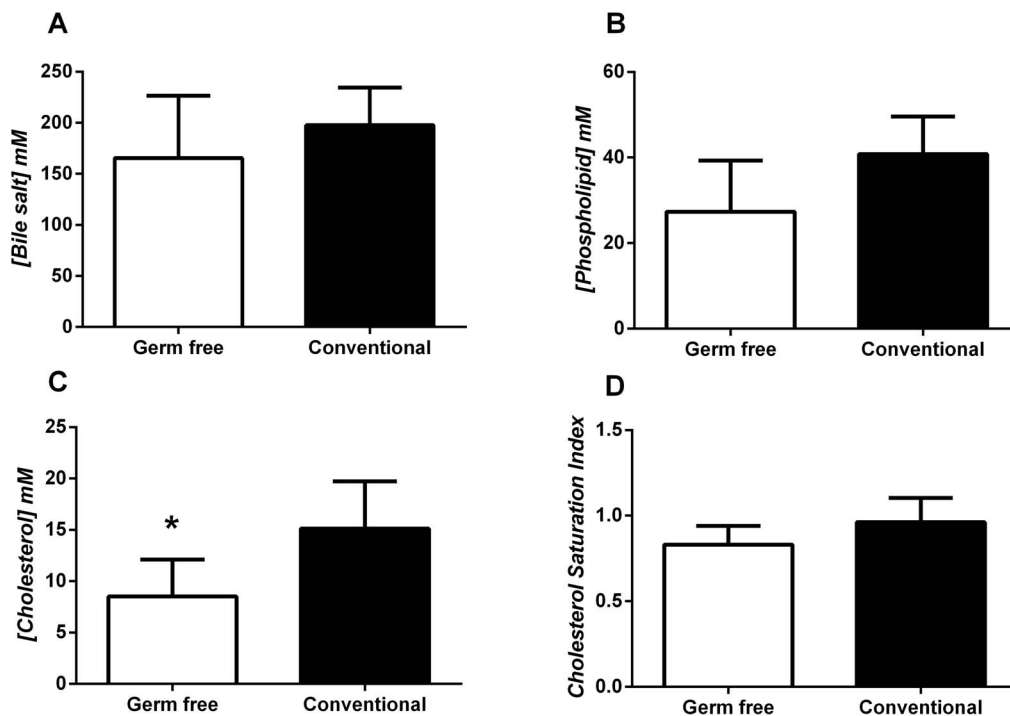 A
[Bile salt] mM
250
200
150
100
50
0
Germ free
Conventional
B
[Phospholipid] mM
60
40
20
0
Germ free
Conventional
C
[Cholesterol] mM
25
20
15
10
5
0
*
Germ free
Conventional
D
Cholesterol Saturation Index
1.5
1.0
0.5
0.0
Germ free
Conventional